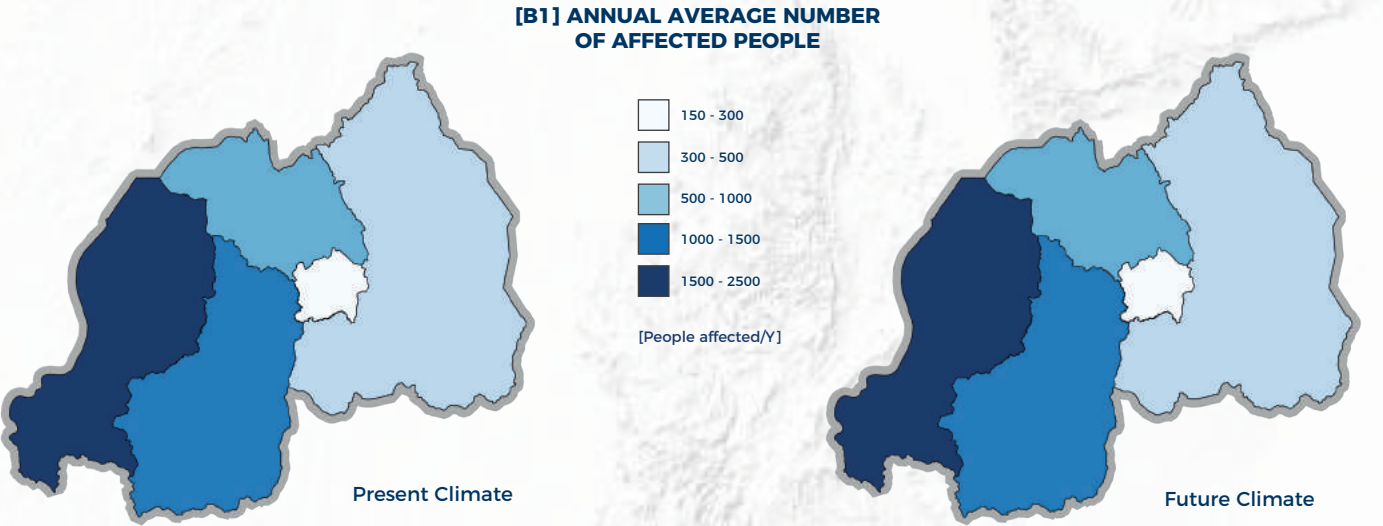 [B1] ANNUAL AVERAGE NUMBER
OF AFFECTED PEOPLE
150 - 300
300 - 500
500 - 1000
1000 - 1500
1500 - 2500
[People affected/Y]
Present Climate
Future Climate